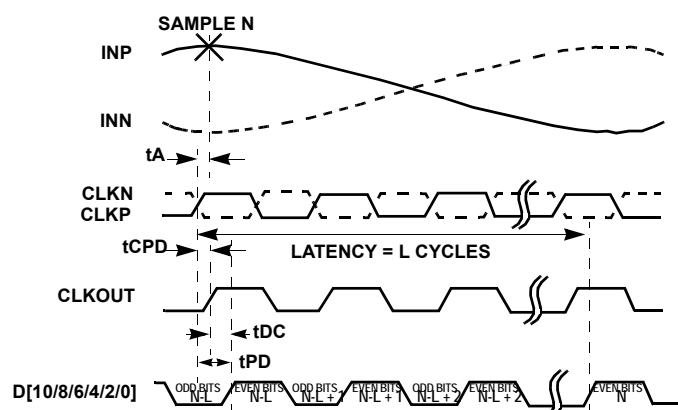 SAMPLE N
INP
INN
tA
CLKN
CLKP
tCPD
LATENCY = L CYCLES
CLKOUT
tDC
tPD
D[10/8/6/4/2/0]
ODD BITS N-L
EVEN BITS N-L
ODD BITS N-L + 1
EVEN BITS N-L + 1
ODD BITS N-L + 2
EVEN BITS N-L + 2
EVEN BITS N